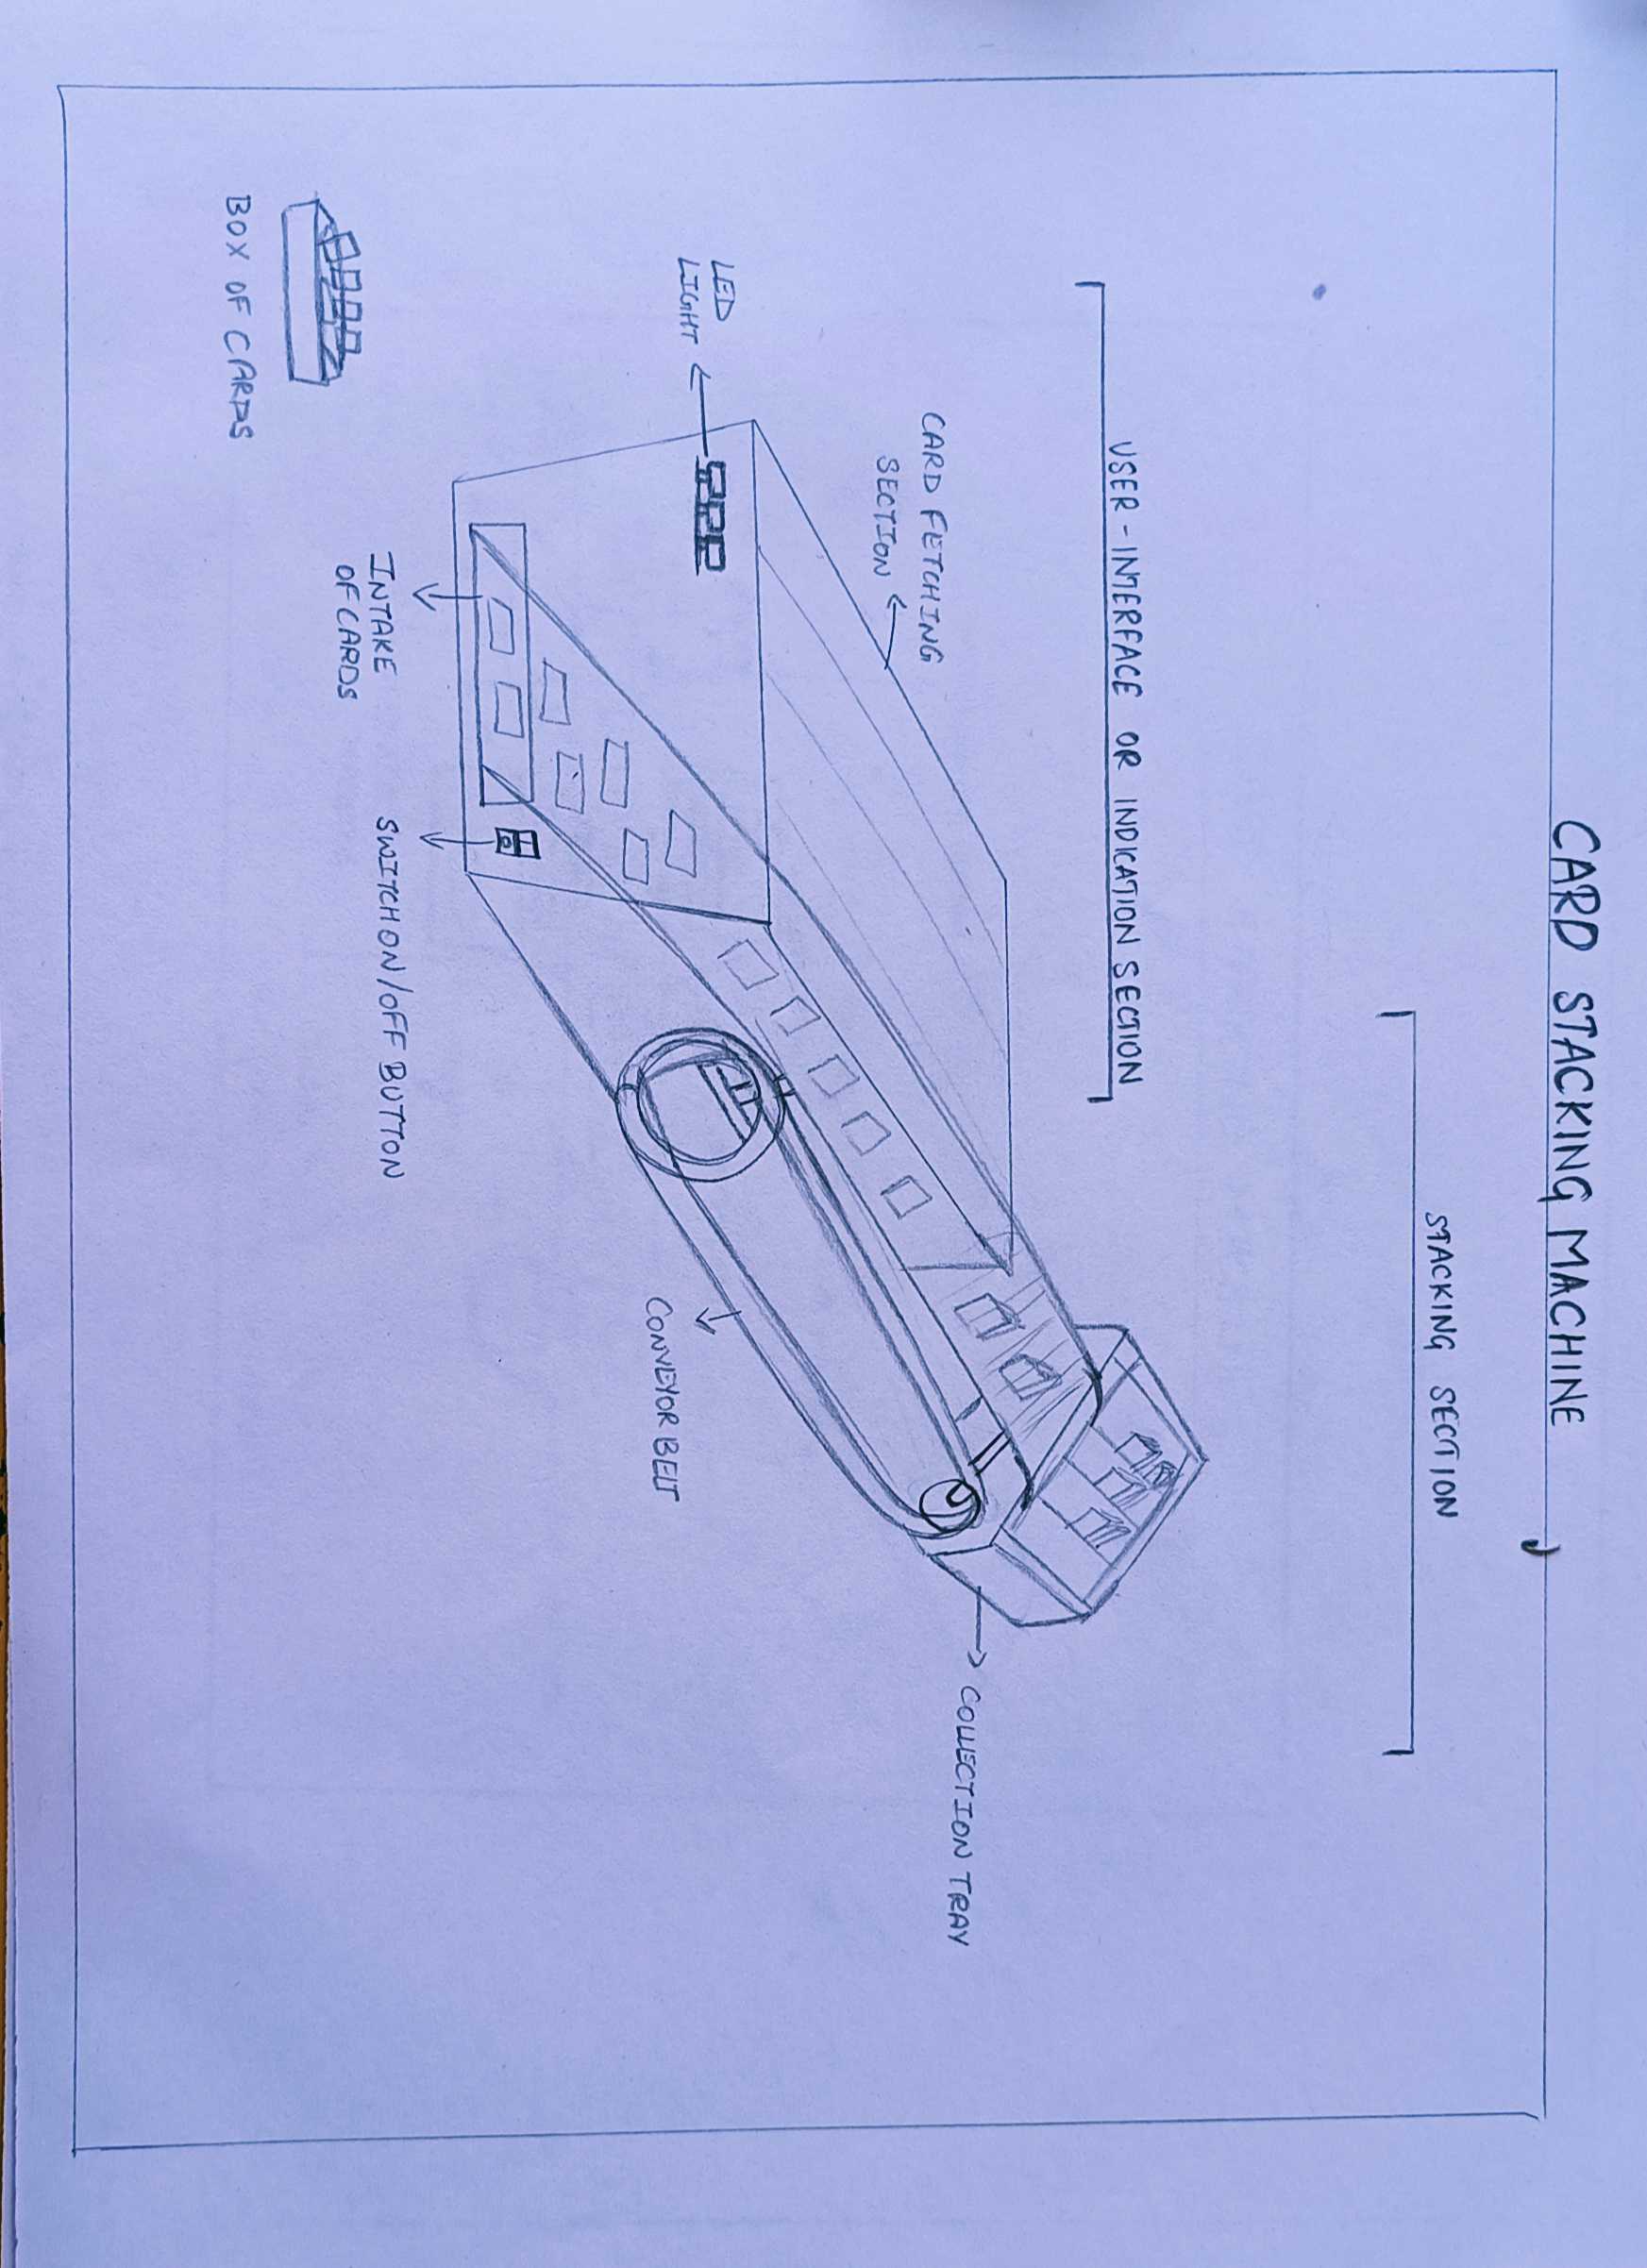 CARD STACKING MACHINE
STACKING SECTION
USER-INTERFACE OR INDICATION SECTION
CARD FETCHING
SECTION
LED
LIGHT
COLLECTION TRAY
CONVEYOR BELT
INTAKE
OF CARDS
SWITCH ON/OFF BUTTON
BOX OF CARDS